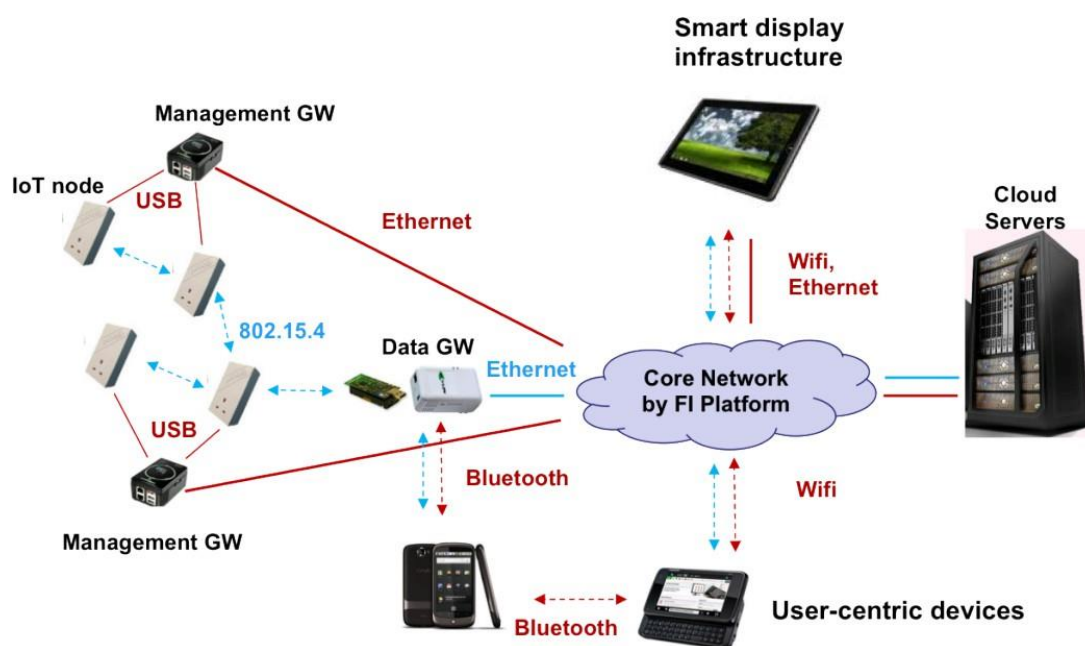 Smart display
infrastructure
Management GW
IoT node
USB
Ethernet
Cloud
Servers
Wifi,
Ethernet
802.15.4
Data GW
Ethernet
Core Network
by FI Platform
USB
Bluetooth
Wifi
Management GW
User-centric devices
Bluetooth